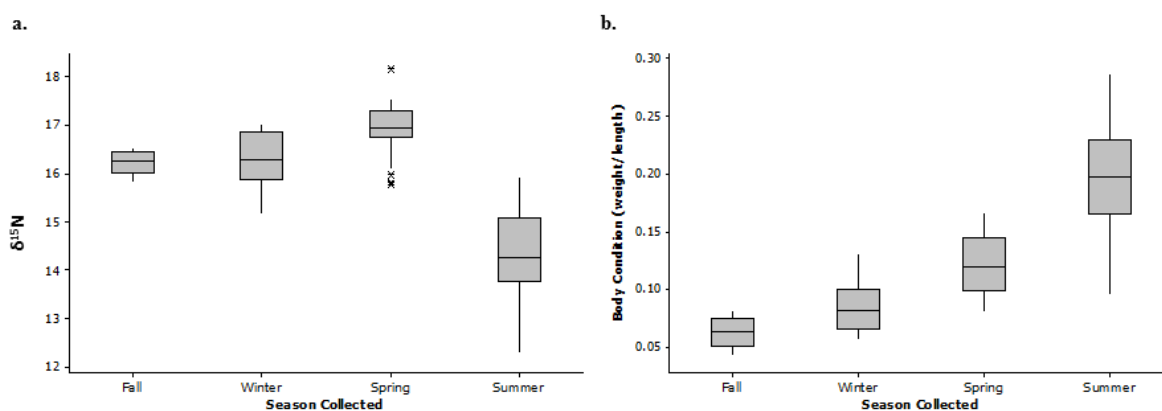 a.
δ15N
18
17
16
15
14
13
12
Fall Winter Spring Summer
Season Collected
b.
Body Condition (weight/length)
0.30
0.25
0.20
0.15
0.10
0.05
Fall Winter Spring Summer
Season Collected